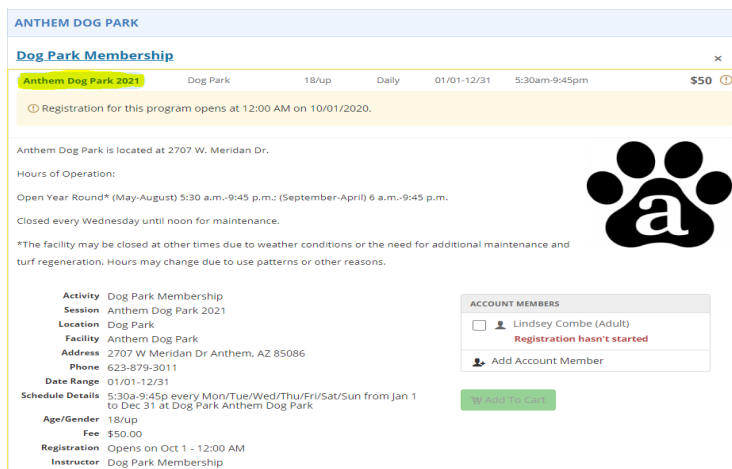 ANTHEM DOG PARK
Dog Park Membership ×
Anthem Dog Park 2021 Dog Park 18/up Daily 01/01-12/31 5:30am-9:45pm $50
Registration for this program opens at 12:00 AM on 10/01/2020.
Anthem Dog Park is located at 2707 W. Meridan Dr.
Hours of Operation:
Open Year Round* (May-August) 5:30 a.m.-9:45 p.m.; (September-April) 6 a.m.-9:45 p.m.
Closed every Wednesday until noon for maintenance.
*The facility may be closed at other times due to weather conditions or the need for additional maintenance and
turf regeneration. Hours may change due to use patterns or other reasons.
a
Activity Dog Park Membership
Session Anthem Dog Park 2021
Location Dog Park
Facility Anthem Dog Park
Address 2707 W Meridan Dr Anthem, AZ 85086
Phone 623-879-3011
Date Range 01/01-12/31
Schedule Details 5:30a-9:45p every Mon/Tue/Wed/Thu/Fri/Sat/Sun from Jan 1
to Dec 31 at Dog Park Anthem Dog Park
Age/Gender 18/up
Fee $50.00
Registration Opens on Oct 1 - 12:00 AM
Instructor Dog Park Membership
ACCOUNT MEMBERS
Lindsey Combe (Adult)
Registration hasn't started
Add Account Member
Add To Cart